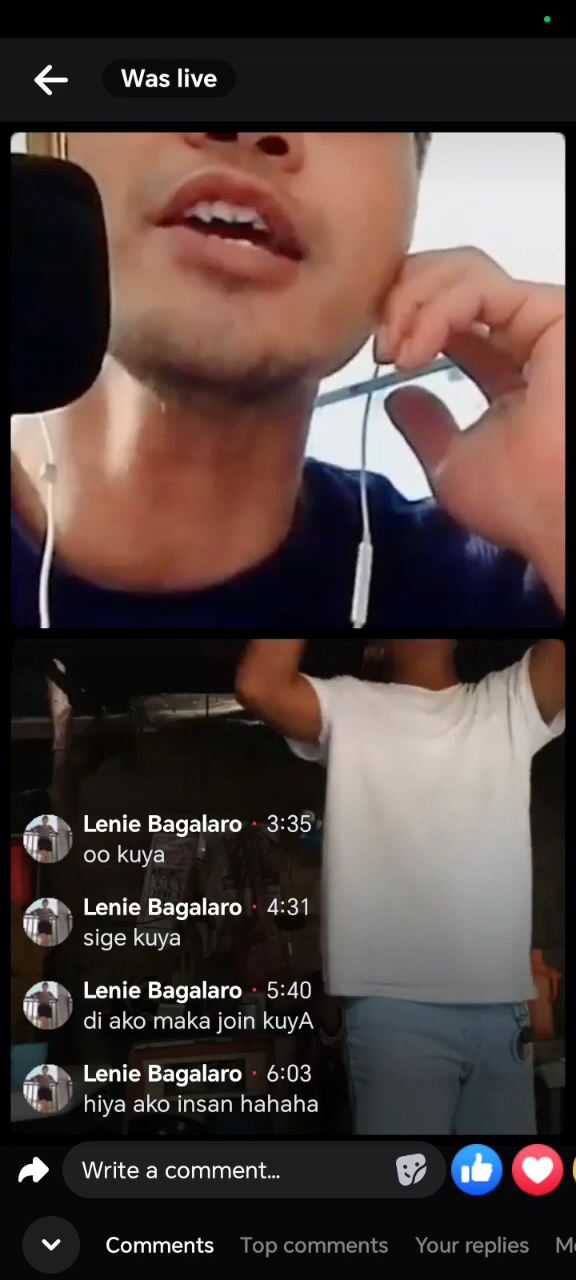 Was live
Lenie Bagalaro · 3:35
oo kuya
Lenie Bagalaro · 4:31
sige kuya
Lenie Bagalaro · 5:40
di ako maka join kuyA
Lenie Bagalaro · 6:03
hiya ako insan hahaha
Write a comment...
Comments Top comments Your replies